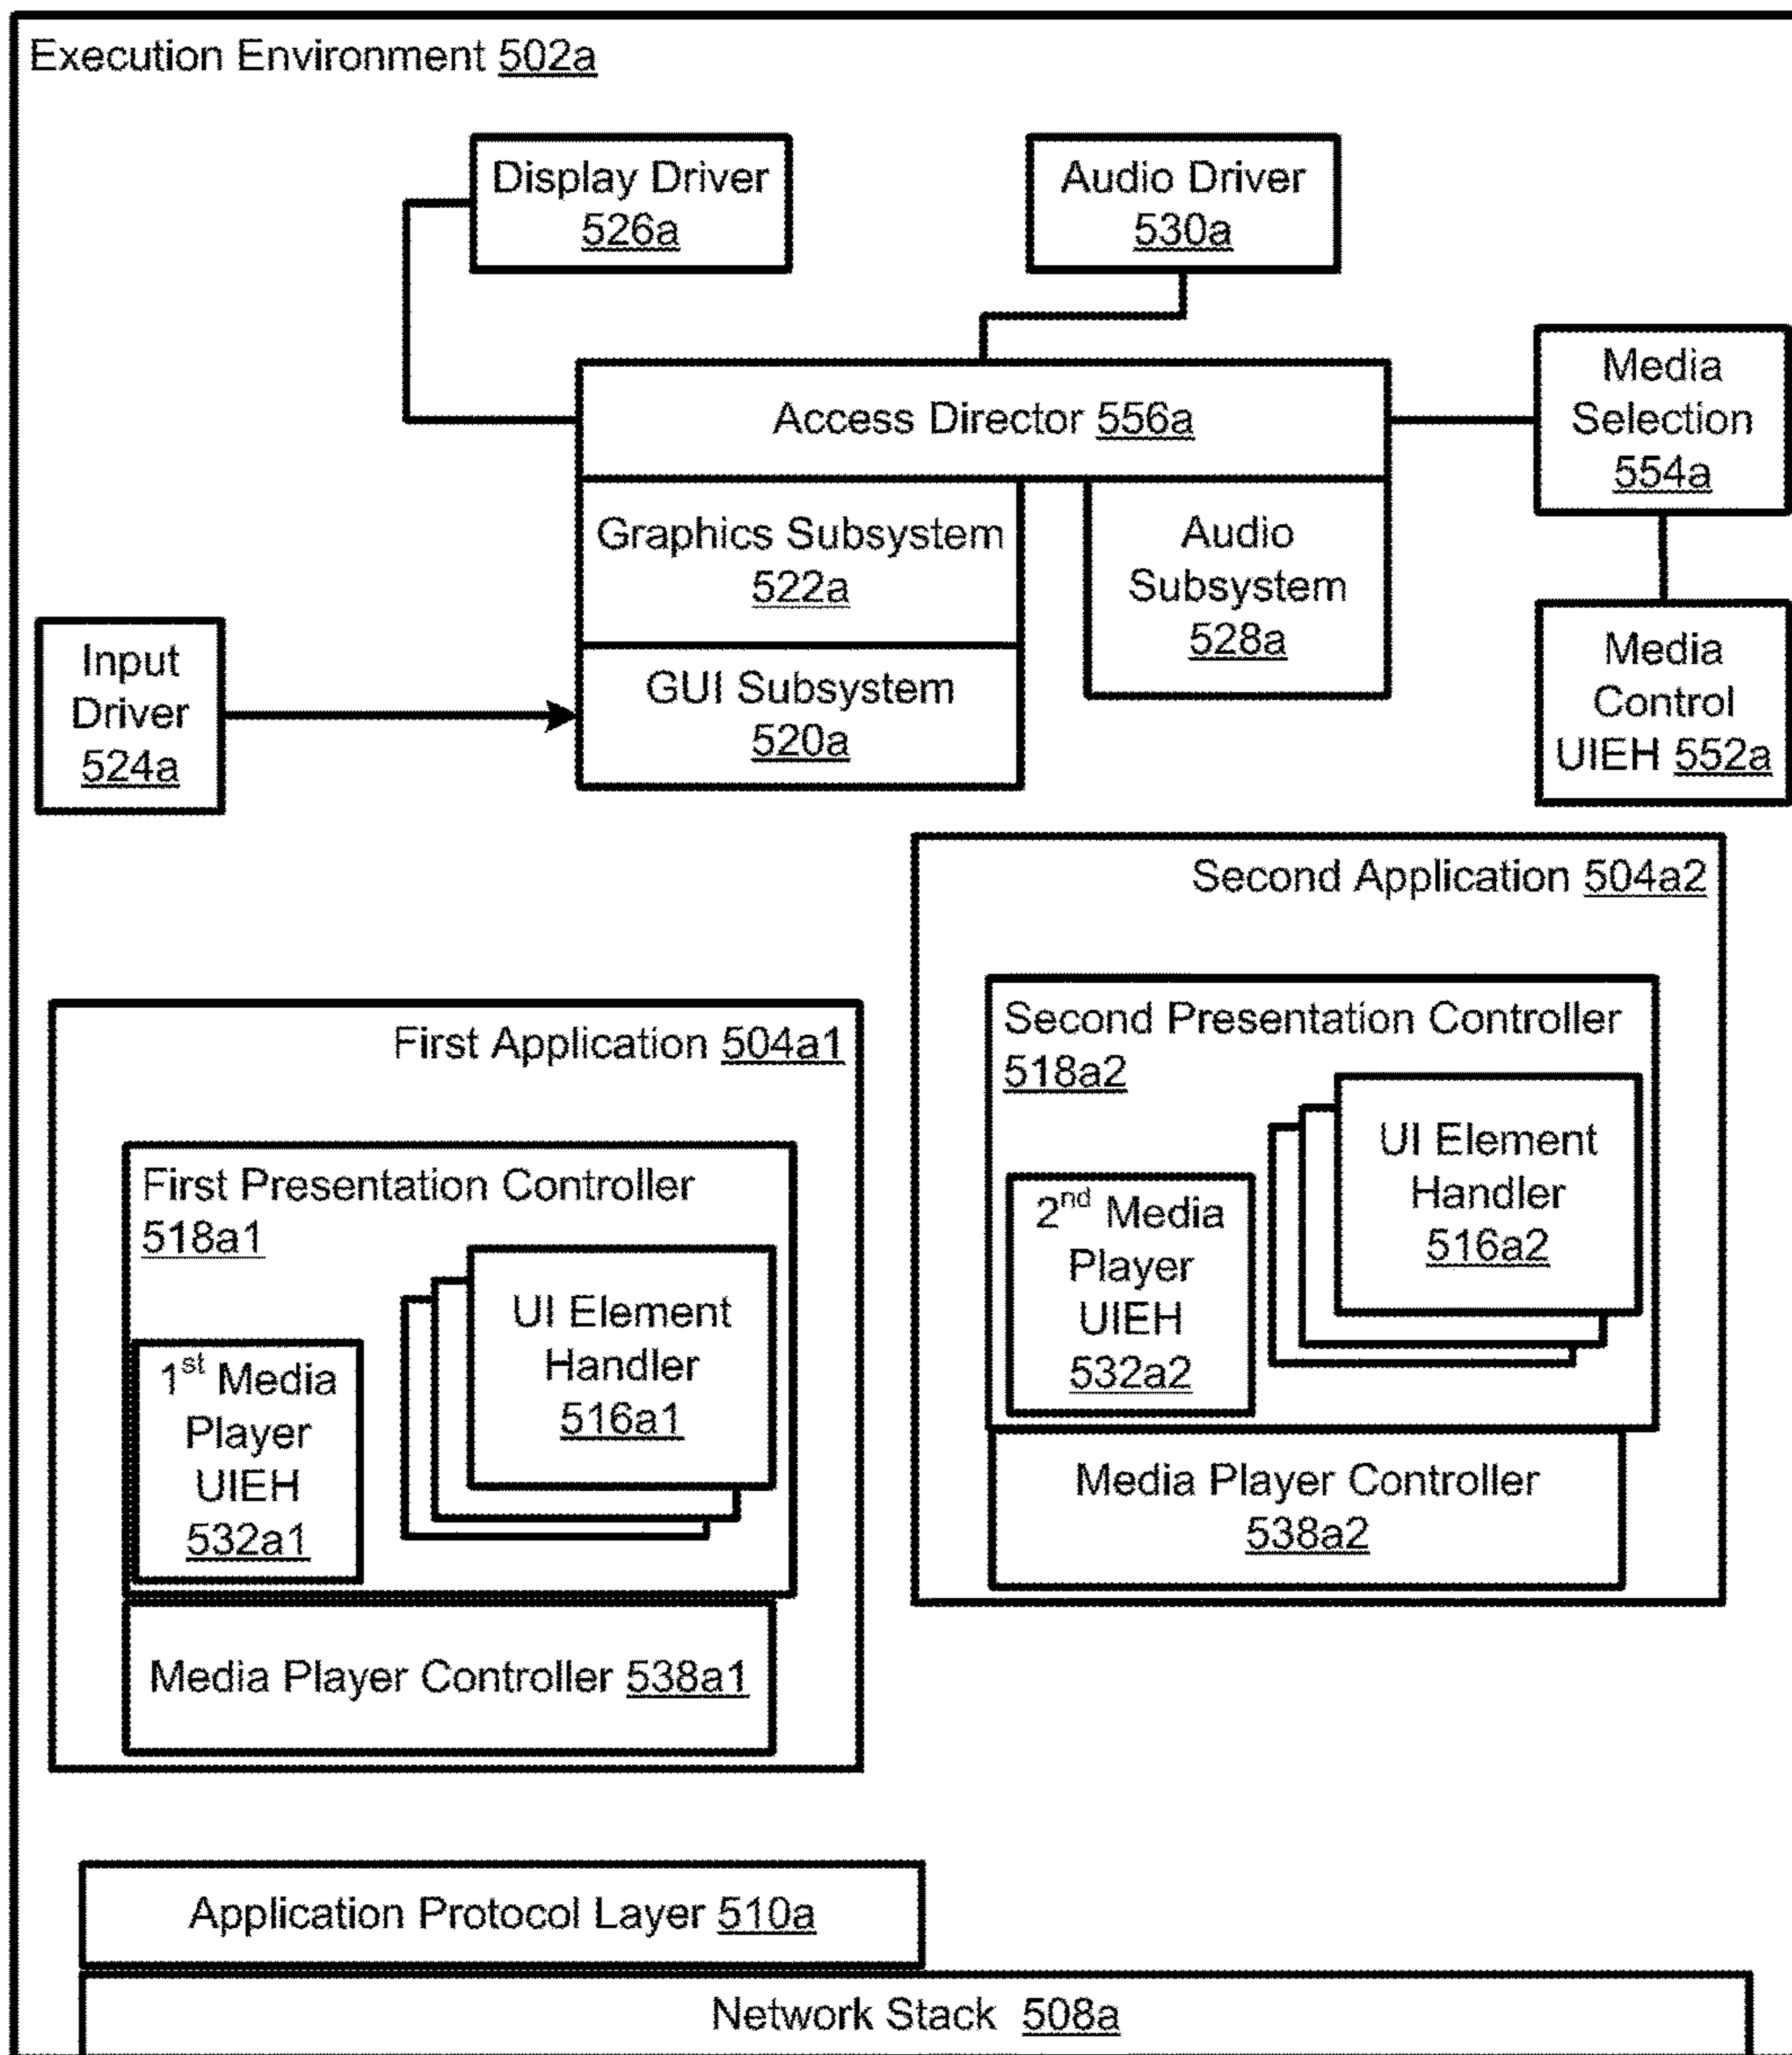 Execution Environment 502a
Display Driver
526a
Audio Driver
530a
Access Director 556a
Media
Selection
554a
Graphics Subsystem
522a
Audio
Subsystem
528a
Input
Driver
524a
GUI Subsystem
520a
Media
Control
UIEH 552a
Second Application 504a2
Second Presentation Controller
518a2
UI Element
Handler
516a2
2nd Media
Player
UIEH
532a2
Media Player Controller
538a2
First Application 504a1
First Presentation Controller
518a1
UI Element
Handler
516a1
1st Media
Player
UIEH
532a1
Media Player Controller 538a1
Application Protocol Layer 510a
Network Stack 508a